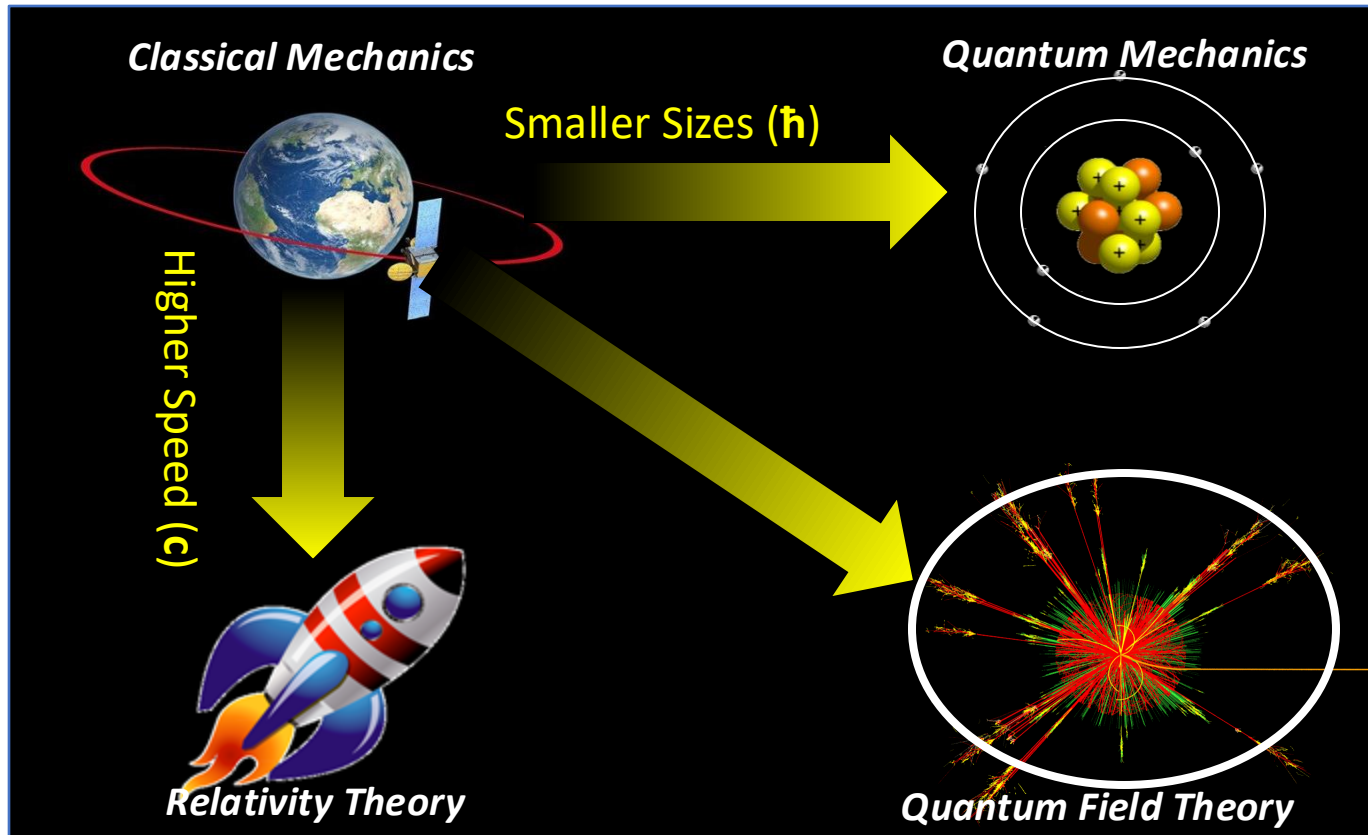 Classical Mechanics
Quantum Mechanics
Smaller Sizes (ħ)
Higher Speed (c)
Relativity Theory
Quantum Field Theory
+
+
+
+
+
+